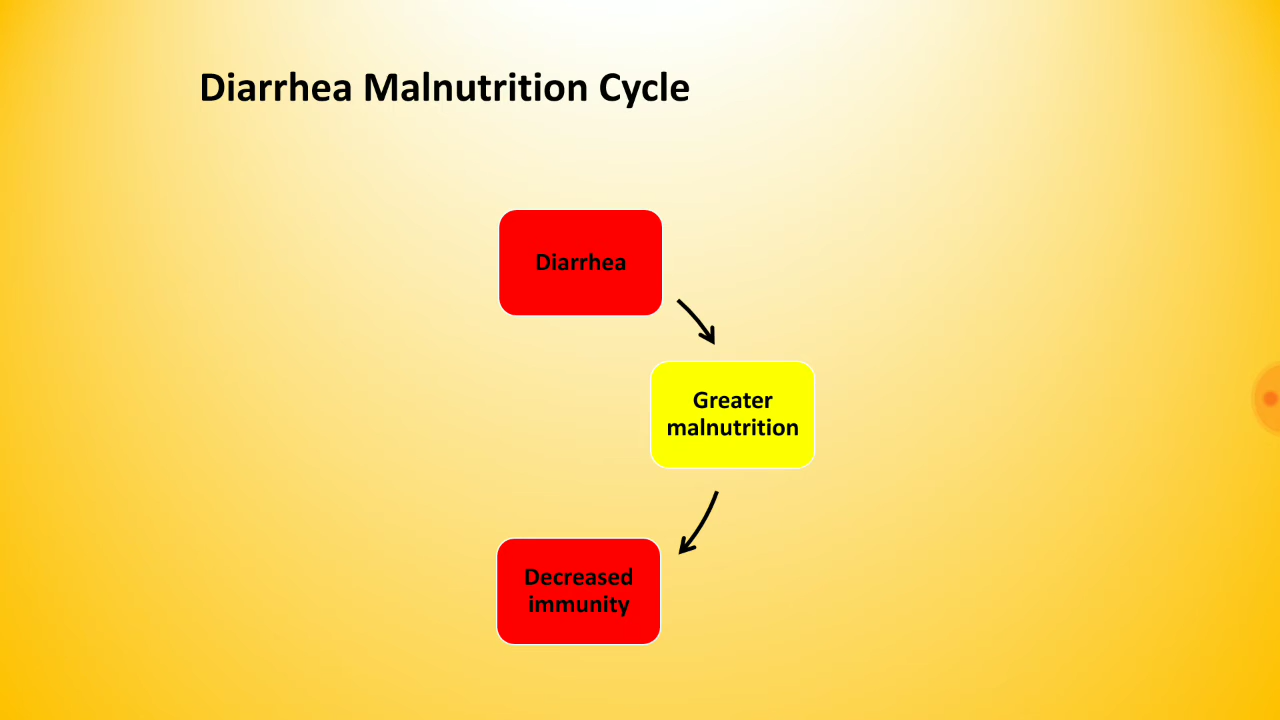 Diarrhea Malnutrition Cycle
Diarrhea
Greater
malnutrition
Decreased
immunity